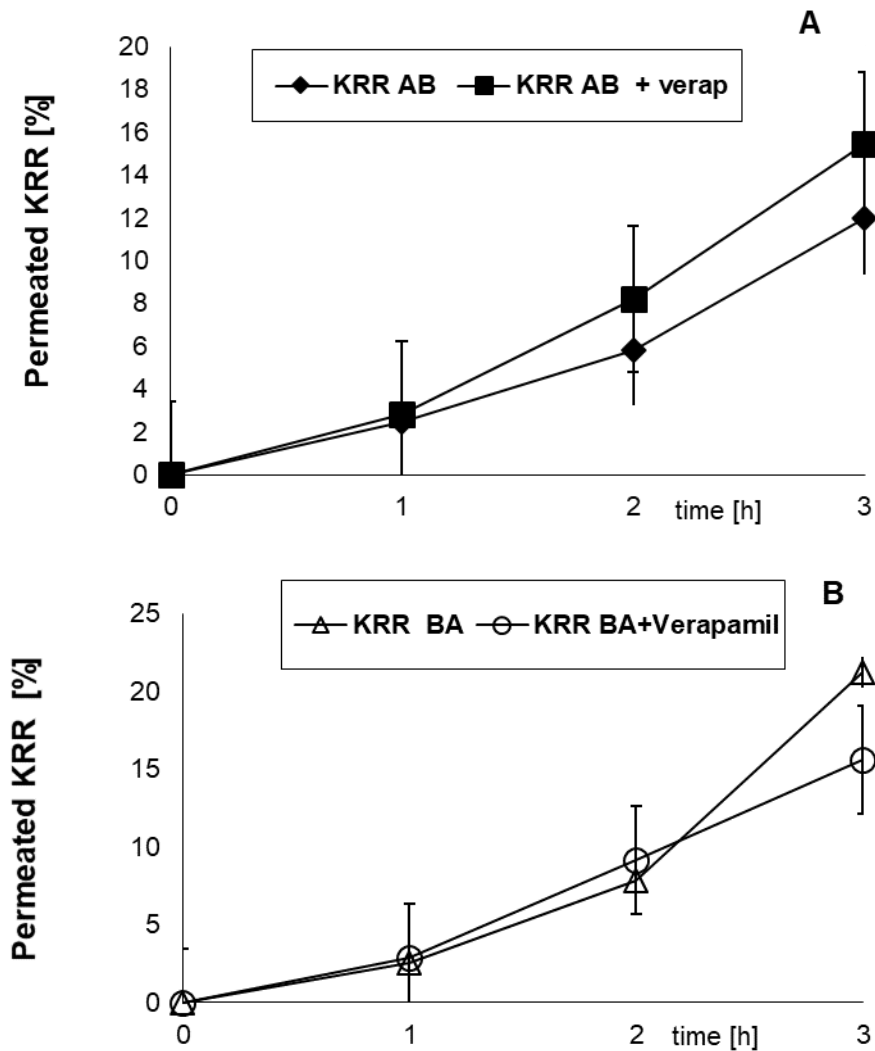 A
Permeated KRR [%]
KRR AB KRR AB + verap
20
18
16
14
12
10
8
6
4
2
0
0 1 2 time [h] 3
B
Permeated KRR [%]
KRR BA KRR BA+Verapamil
25
20
15
10
5
0
0 1 2 time [h] 3